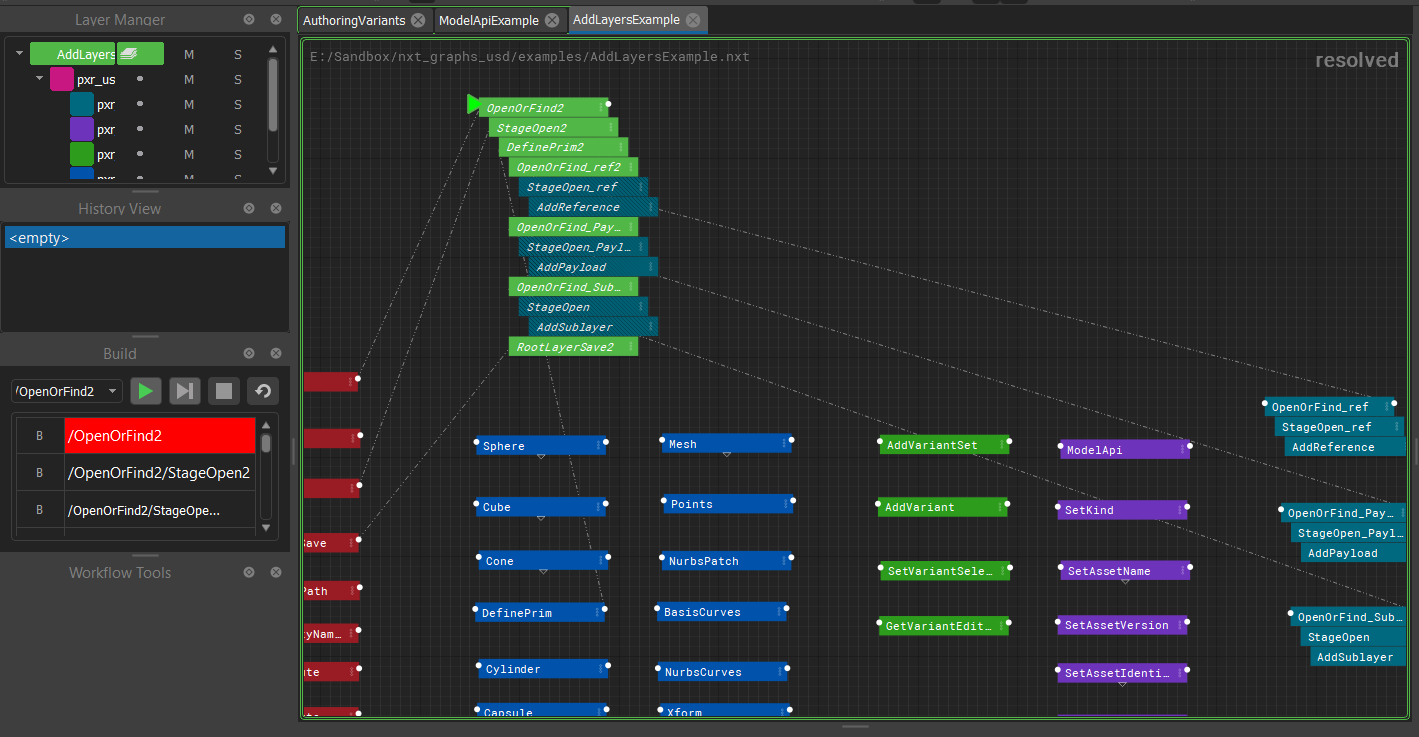 Layer Manger
AddLayers
M S
pxr_us
M S
pxr
M S
pxr
M S
pxr
M S
History View
<empty>
Build
/OpenOrFind2
B /OpenOrFind2
B /OpenOrFind2/StageOpen2
B /OpenOrFind2/StageOpe...
Workflow Tools
AuthoringVariants
ModelApiExample
AddLayersExample
E:/Sandbox/nxt_graphs_usd/examples/AddLayersExample.nxt
resolved
OpenOrFind2
StageOpen2
DefinePrim2
OpenOrFind_ref2
StageOpen_ref
AddReference
OpenOrFind_Pay…
StageOpen_Payl…
AddPayload
OpenOrFind_Sub…
StageOpen
AddSublayer
RootLayerSave2
ave
Path
tyNam…
ute
Sphere
Cube
Cone
DefinePrim
Cylinder
Capsule
Mesh
Points
NurbsPatch
BasisCurves
NurbsCurves
Xform
AddVariantSet
AddVariant
SetVariantSele…
GetVariantEdit…
ModelApi
SetKind
SetAssetName
SetAssetVersion
SetAssetIdenti…
OpenOrFind_ref
StageOpen_ref
AddReference
OpenOrFind_Pay…
StageOpen_Payl…
AddPayload
OpenOrFind_Sub…
StageOpen
AddSublayer